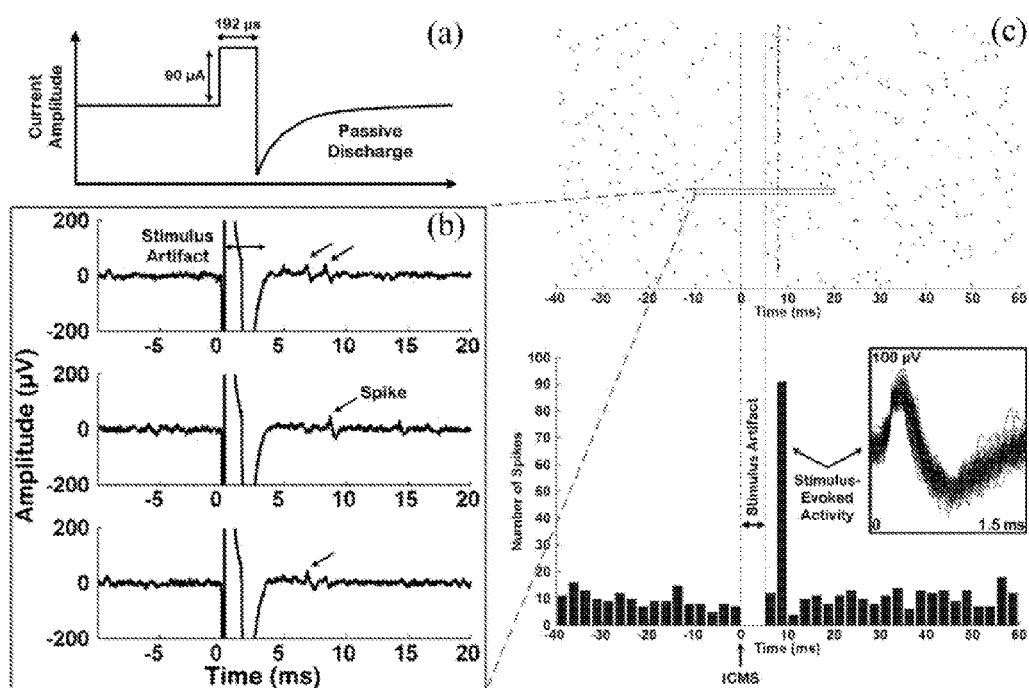 192 µs
(a)
60 µA
Current
Amplitude
Passive
Discharge
(b)
200
0
-200
Stimulus
Artifact
-5 0 5 10 15 20
200
0
-200
Spike
-5 0 5 10 15 20
200
0
-200
-5 0 5 10 15 20
Amplitude (µV)
Time (ms)
(c)
-40 -30 -20 -10 0 10 20 30 40 50 60
Time (ms)
100
90
80
70
60
50
40
30
20
10
0
Number of Spikes
Stimulus Artifact
Stimulus-
Evoked
Activity
100 µV
0 1.5 ms
-40 -30 -20 -10 0 10 20 30 40 50 60
Time (ms)
ICMS